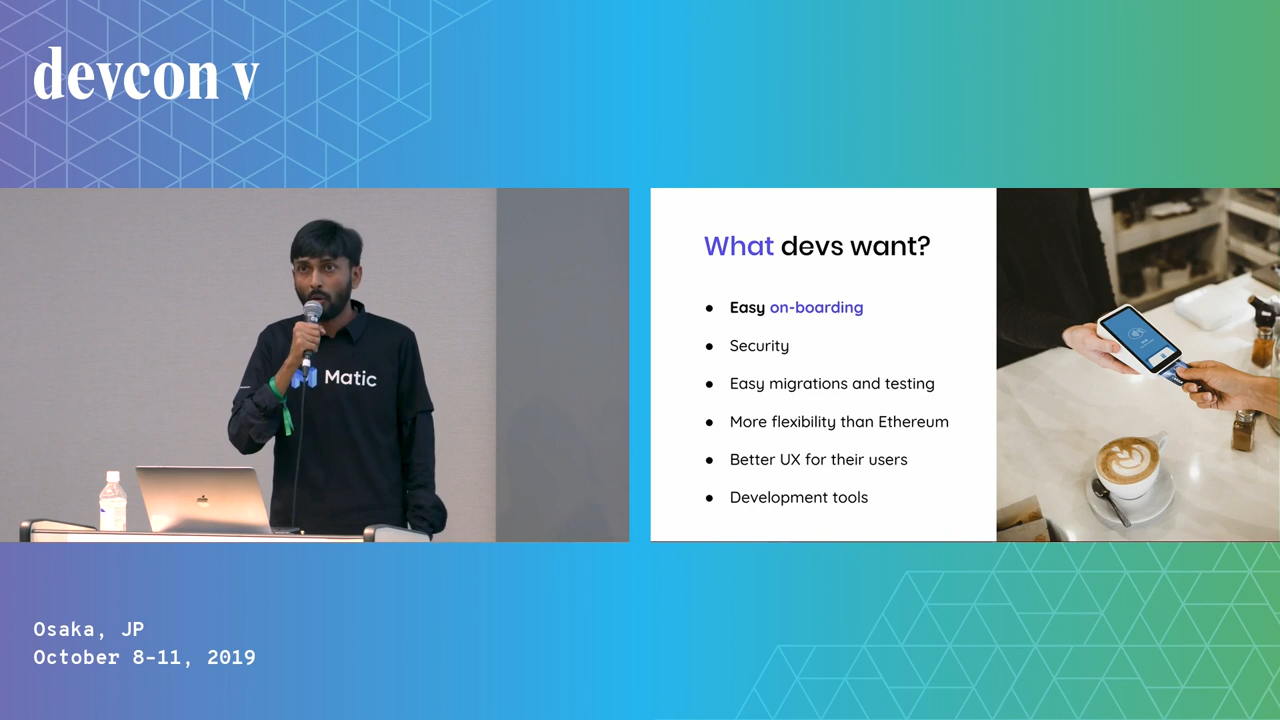 devcon v
Matic
What devs want?
● Easy on-boarding
● Security
● Easy migrations and testing
● More flexibility than Ethereum
● Better UX for their users
● Development tools
Osaka, JP
October 8-11, 2019